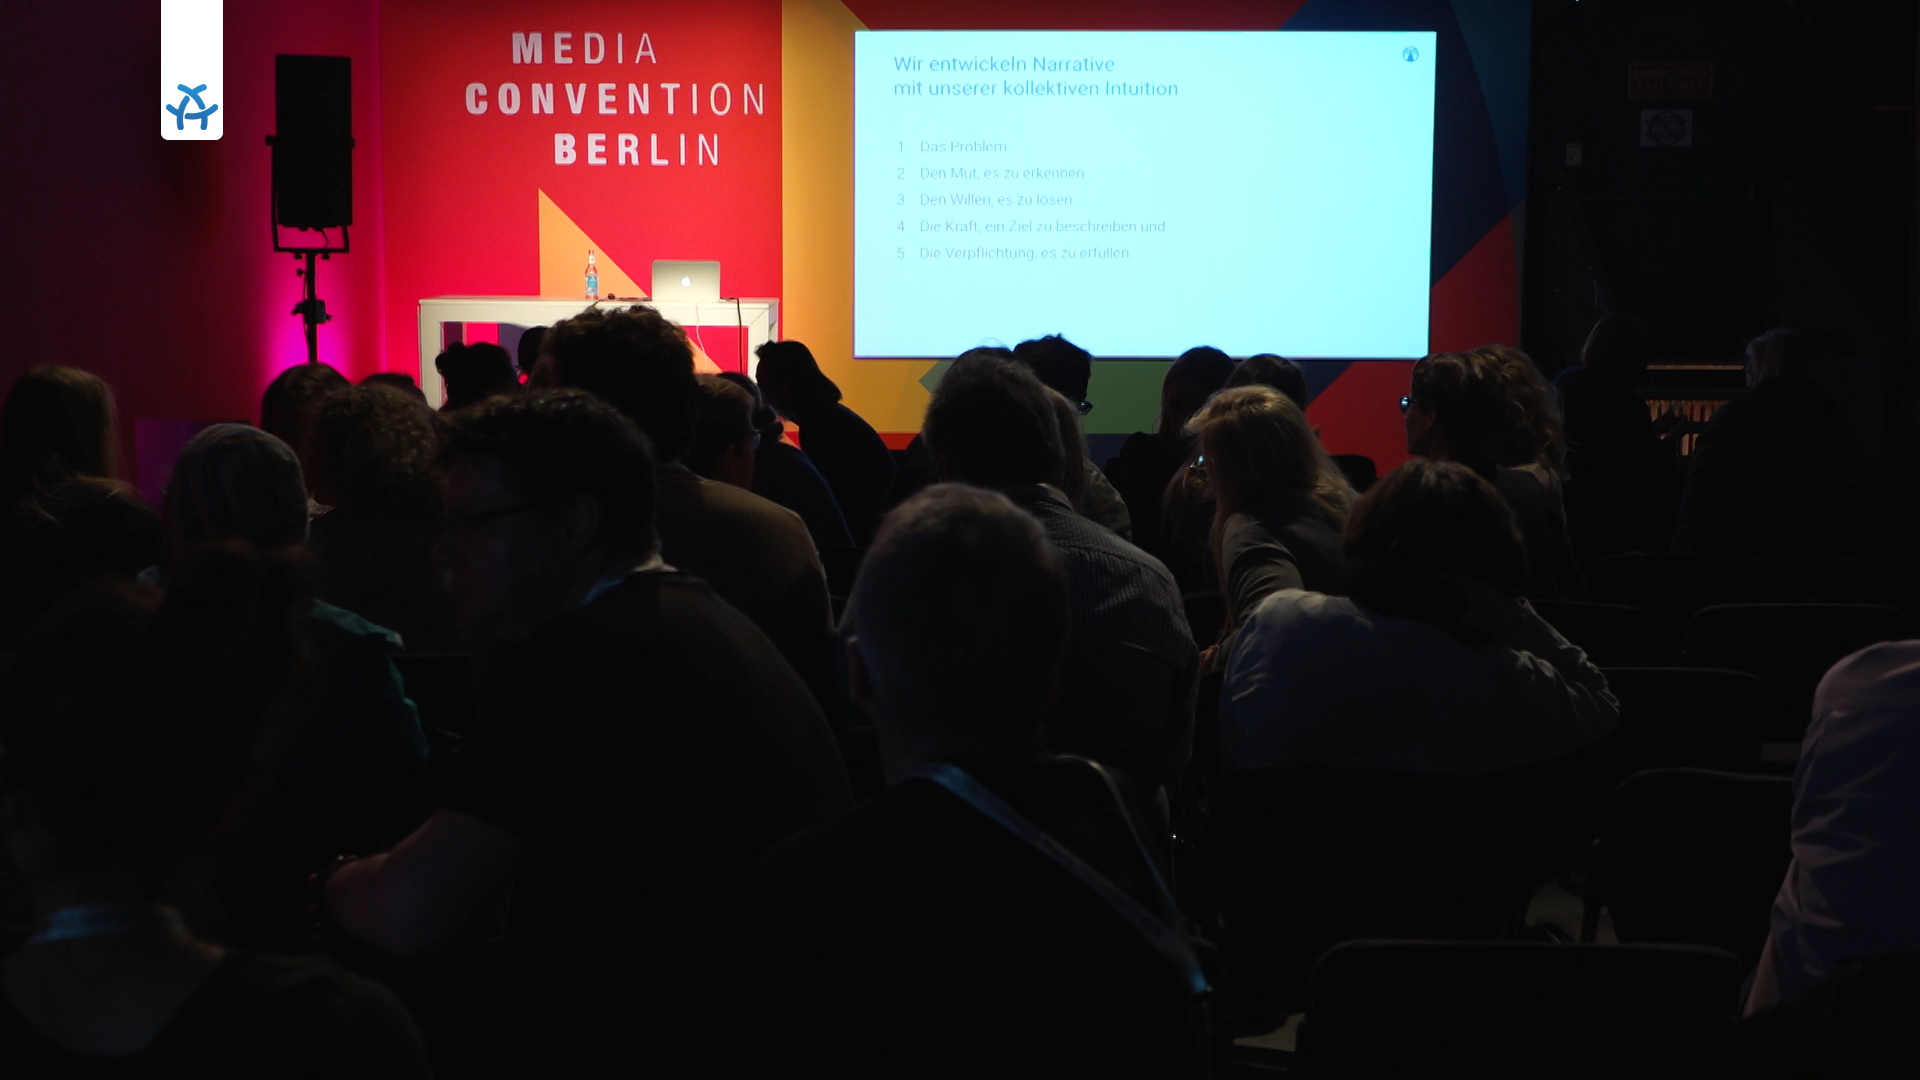 MEDIA
CONVENTION
BERLIN
Wir entwickeln Narrative
mit unserer kollektiven Intuition
1. Das Problem
2. Den Mut, es zu erkennen
3. Den Willen, es zu lösen
4. Die Kraft, ein Ziel zu beschreiben und
5. Die Verpflichtung, es zu erfüllen.